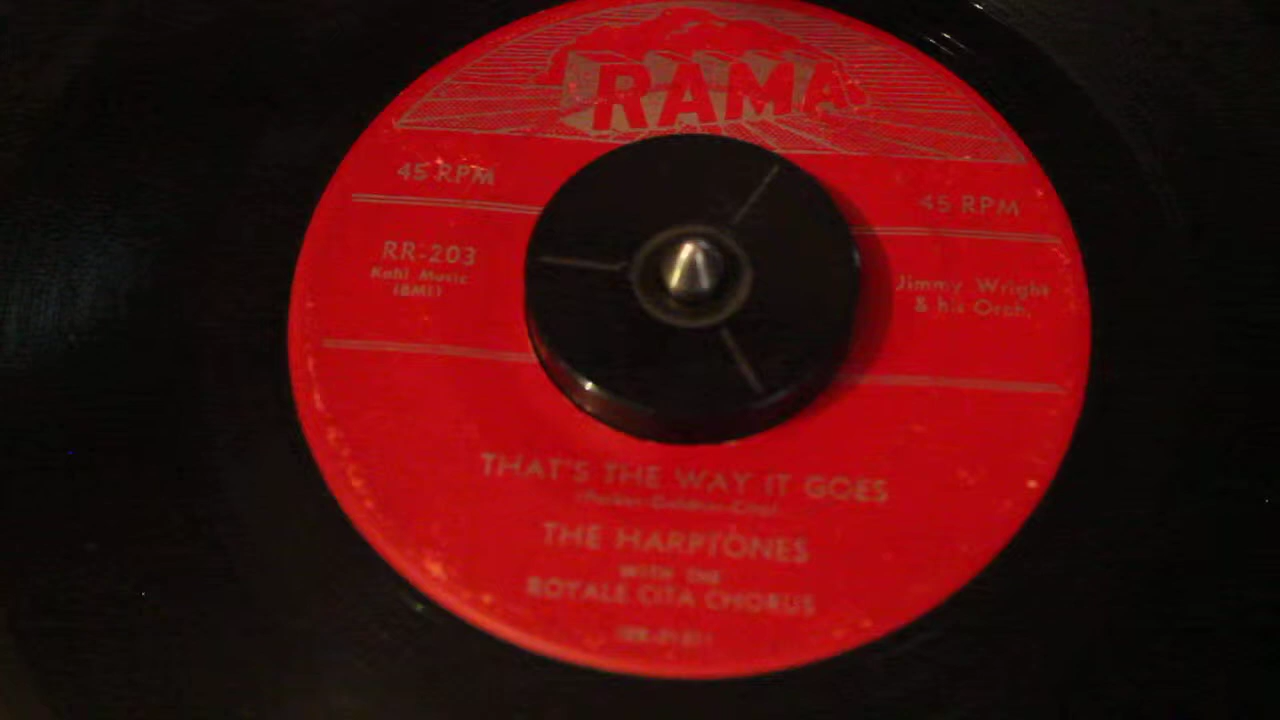 RAMA
45 RPM
45 RPM
RR-203
Kahl Music
(BMI)
Jimmy Wright
& his Orch.
THAT'S THE WAY IT GOES
THE HARPTONES
WITH THE
ROYALE CITA CHORUS